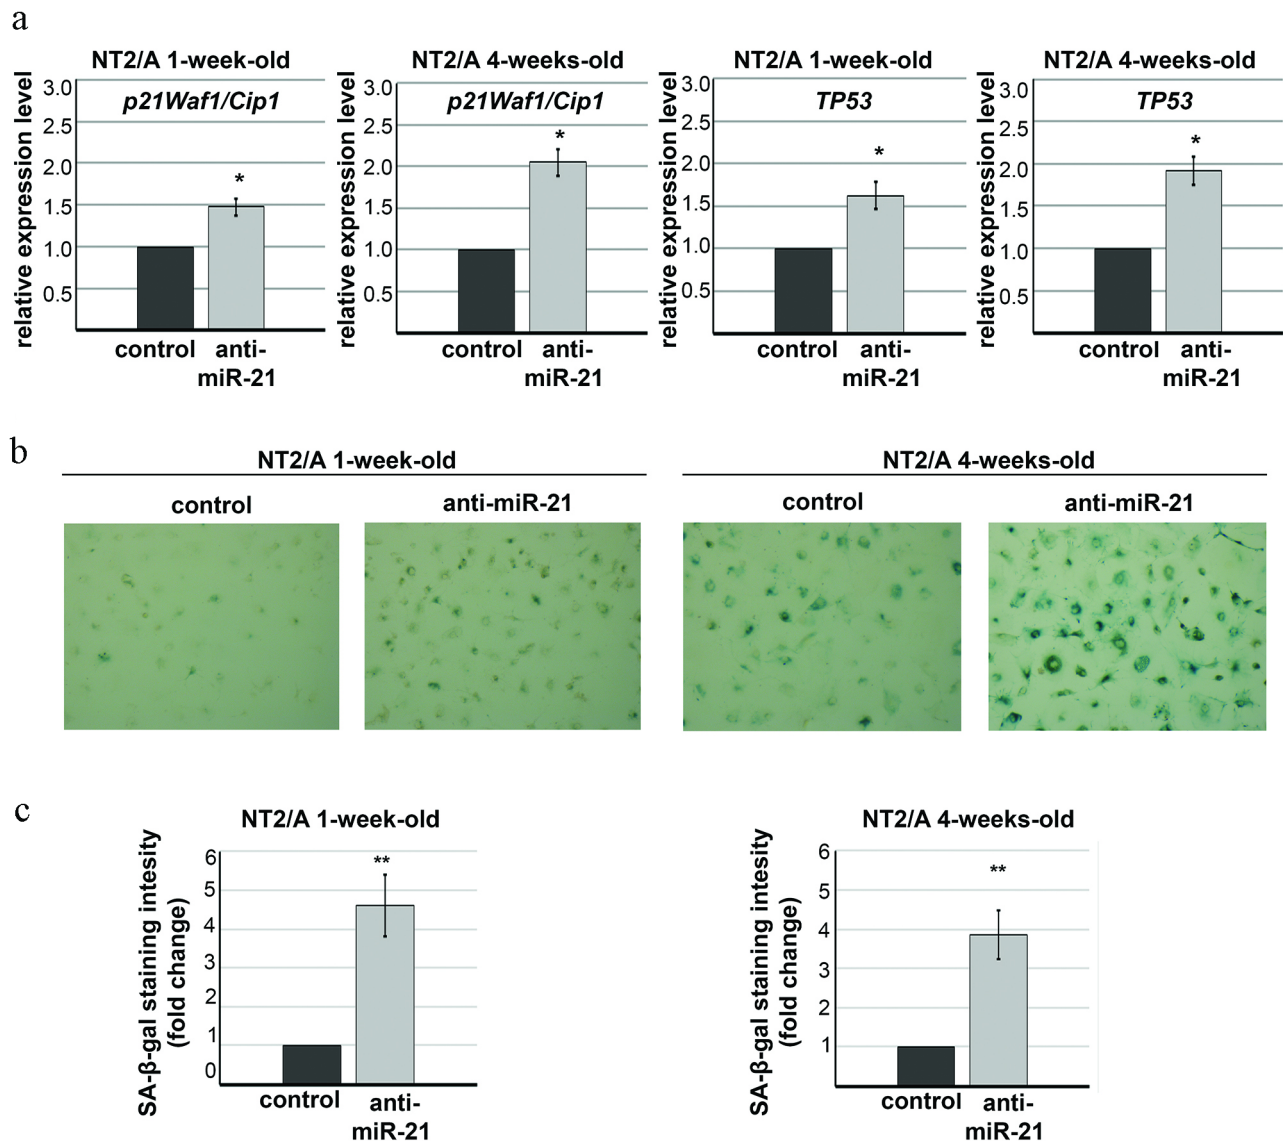 a
NT2/A 1-week-old
relative expression level
3.0
2.5
2.0
1.5
1.0
0.5
p21Waf1/Cip1
*
control
anti-
miR-21
NT2/A 4-weeks-old
relative expression level
3.0
2.5
2.0
1.5
1.0
0.5
p21Waf1/Cip1
*
control
anti-
miR-21
NT2/A 1-week-old
relative expression level
3.0
2.5
2.0
1.5
1.0
0.5
TP53
*
control
anti-
miR-21
NT2/A 4-weeks-old
relative expression level
3.0
2.5
2.0
1.5
1.0
0.5
TP53
*
control
anti-
miR-21
b
NT2/A 1-week-old
control
anti-miR-21
NT2/A 4-weeks-old
control
anti-miR-21
c
NT2/A 1-week-old
SA-β-gal staining intesity
(fold change)
6
5
4
3
2
1
0
**
control
anti-
miR-21
NT2/A 4-weeks-old
SA-β-gal staining intesity
(fold change)
6
5
4
3
2
1
**
control
anti-
miR-21